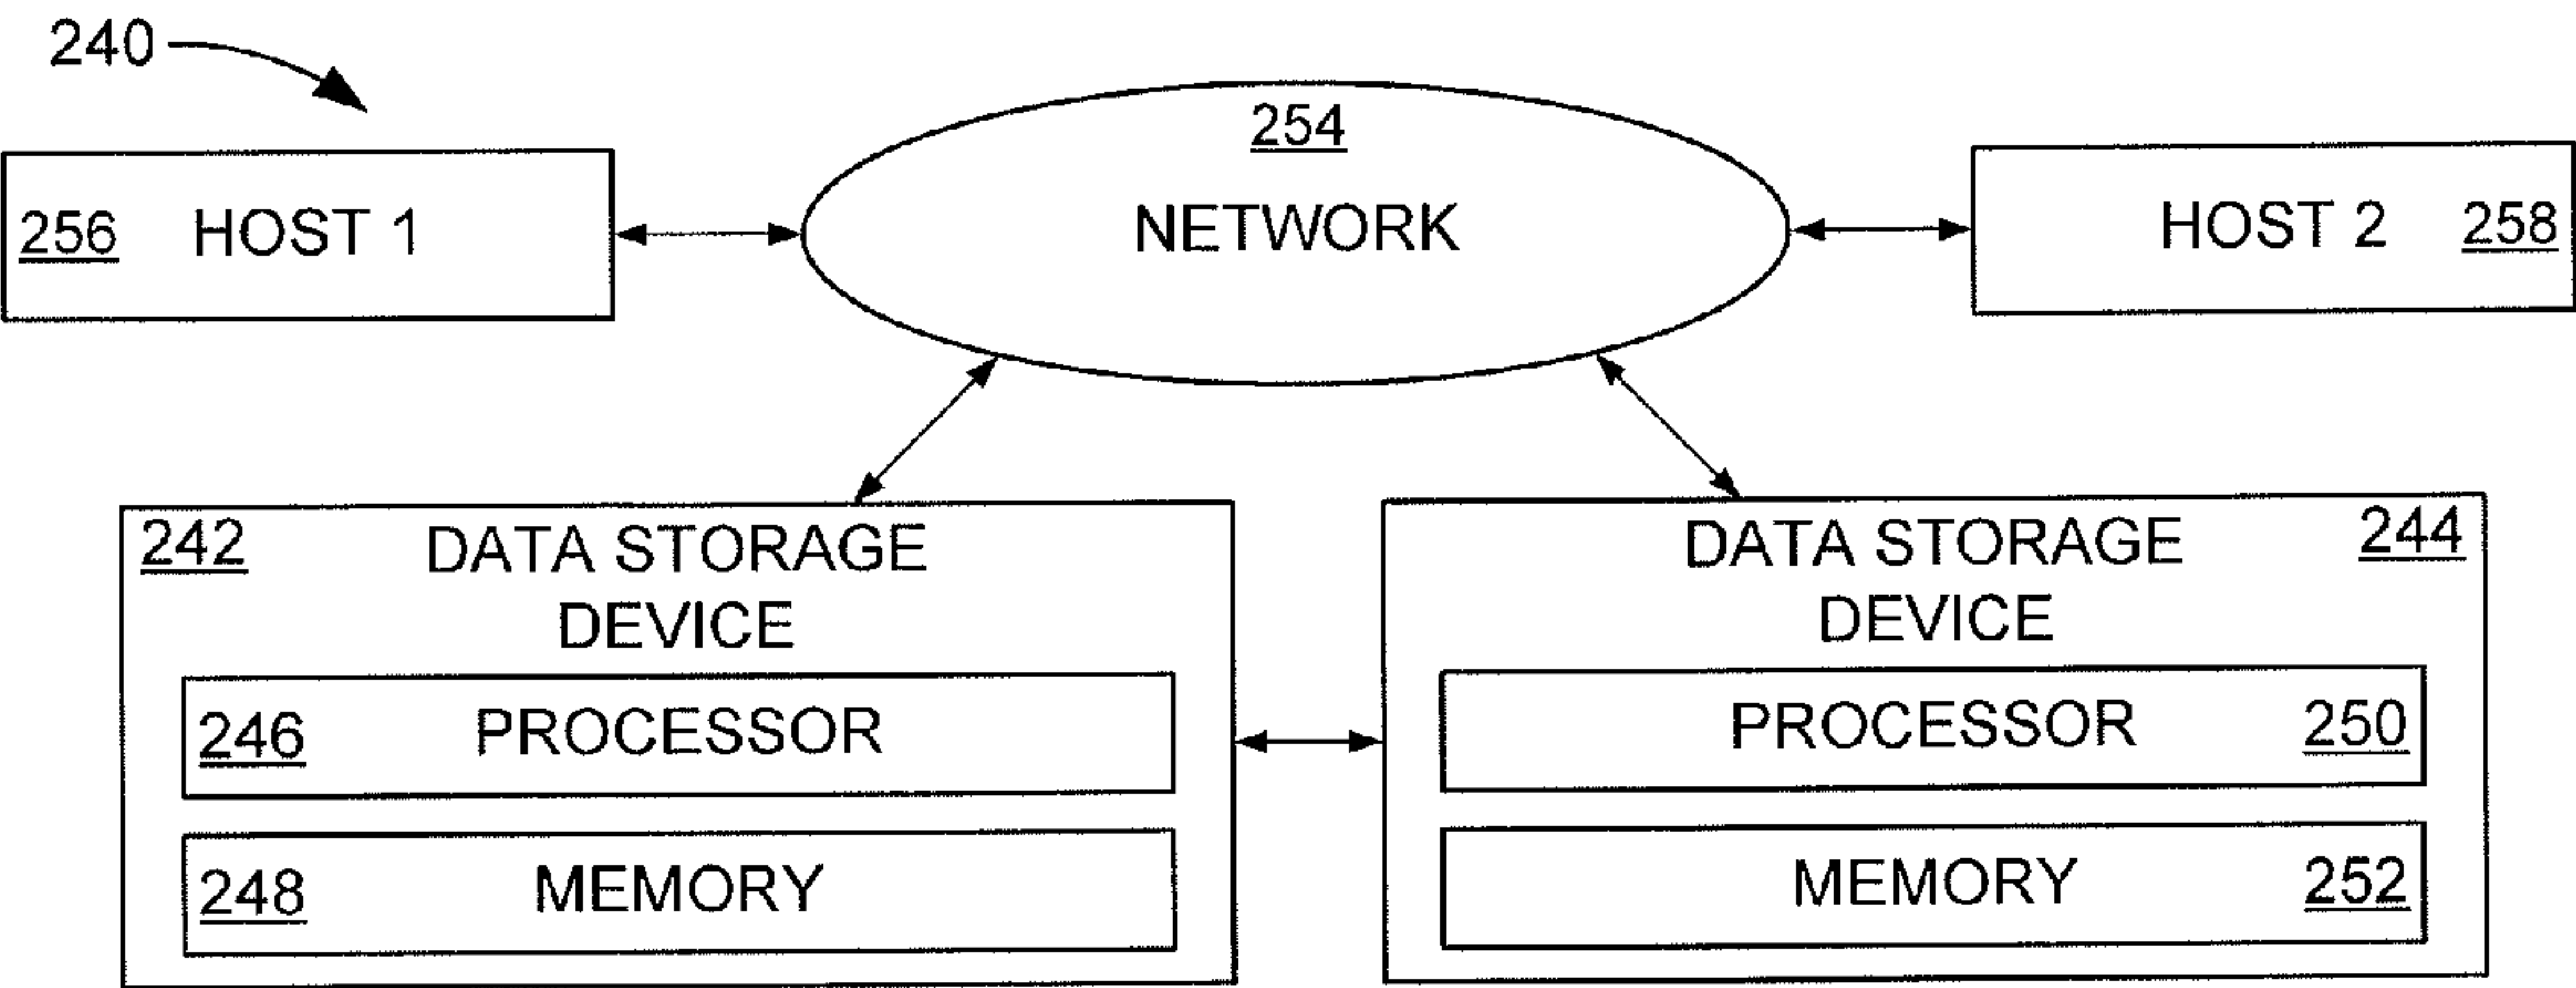 240
254
256 HOST 1
NETWORK
HOST 2 258
242 DATA STORAGE
DEVICE
246 PROCESSOR
248 MEMORY
DATA STORAGE 244
DEVICE
PROCESSOR 250
MEMORY 252